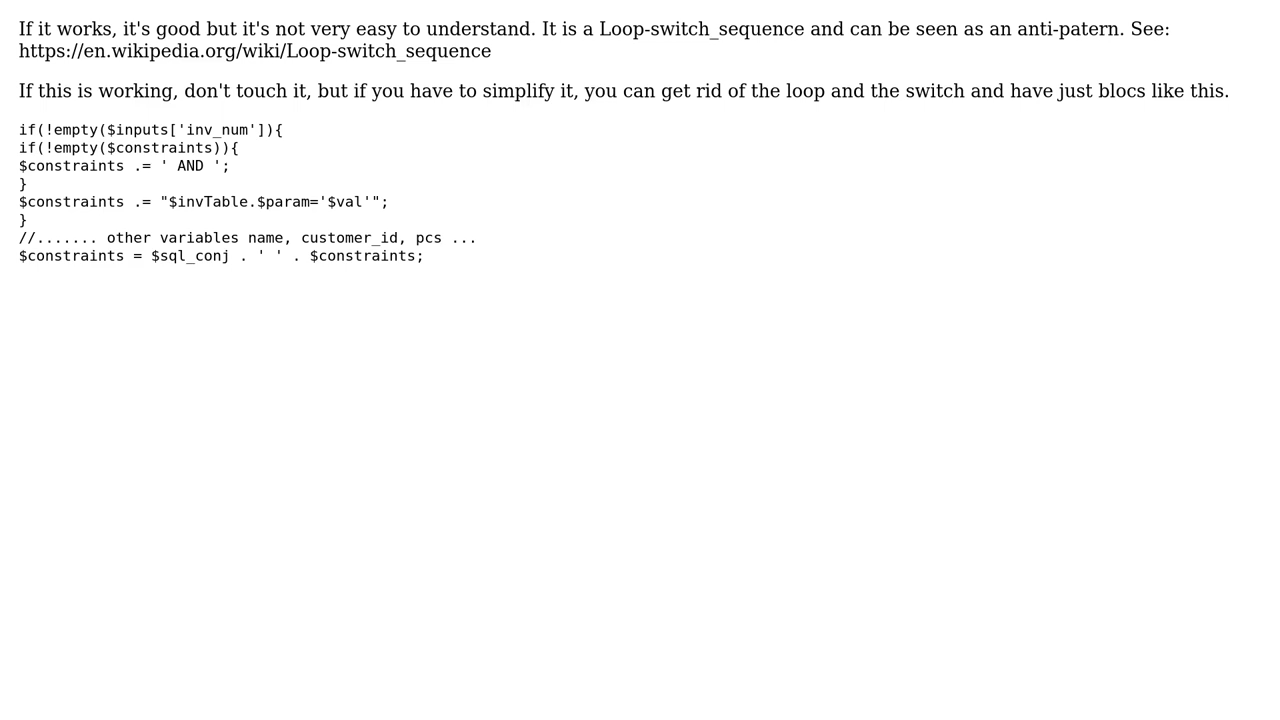 If it works, it's good but it's not very easy to understand. It is a Loop-switch_sequence and can be seen as an anti-patern. See:
https://en.wikipedia.org/wiki/Loop-switch_sequence
If this is working, don't touch it, but if you have to simplify it, you can get rid of the loop and the switch and have just blocs like this.
if(!empty($inputs['inv_num']){
if(!empty($constraints)){
$constraints .= ' AND ';
}
$constraints .= "$invTable.$param='$val'";
}
//....... other variables name, customer_id, pcs ...
$constraints = $sql_conj . ' ' . $constraints;